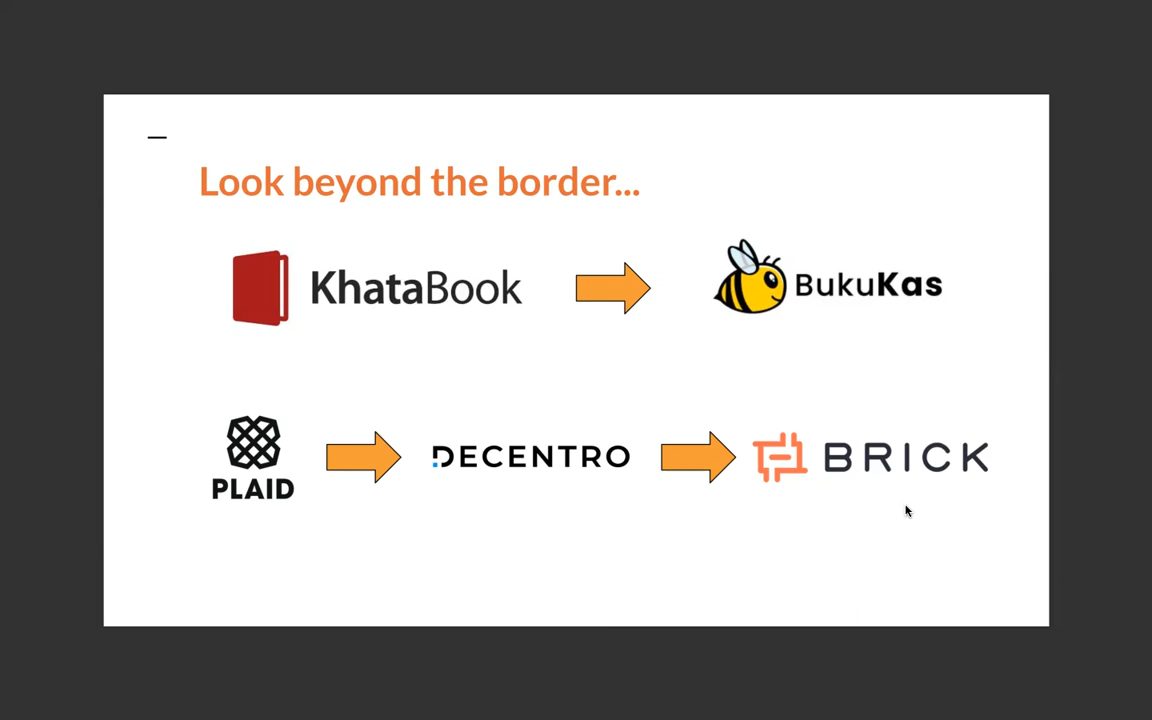 Look beyond the border...
KhataBook
BukuKas
PLAID
DECENTRO
BRICK